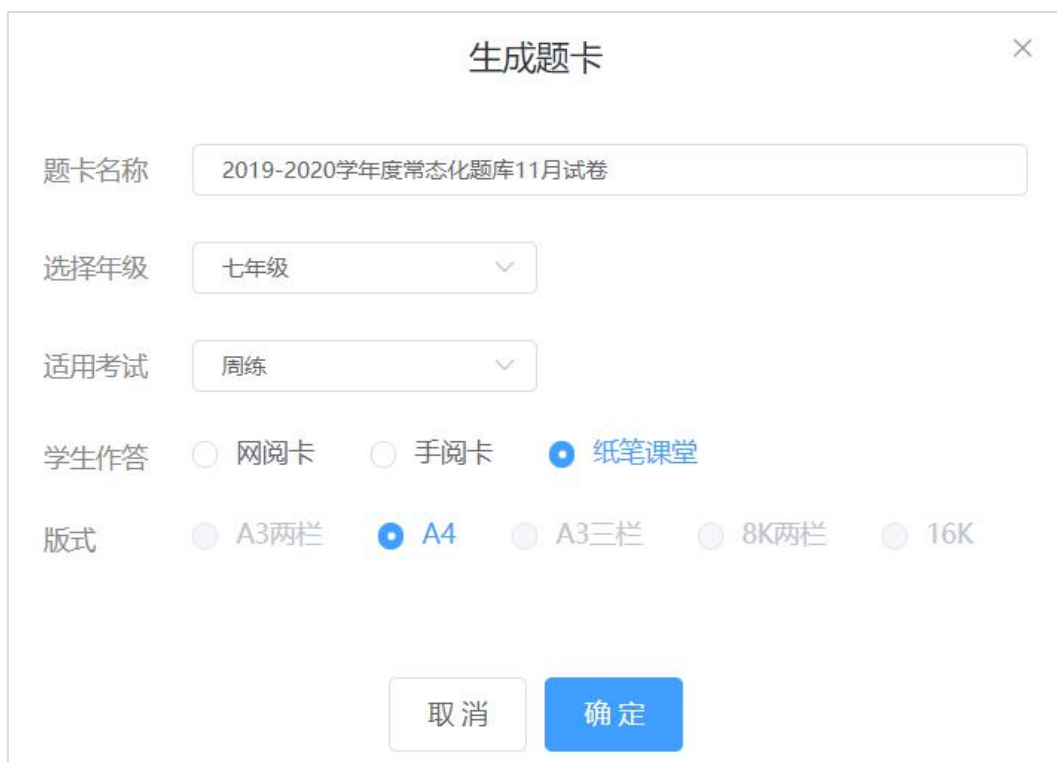 生成题卡
题卡名称 2019-2020学年度常态化题库11月试卷
选择年级 七年级
适用考试 周练
学生作答 网阅卡 手阅卡 纸笔课堂
版式 A3两栏 A4 A3三栏 8K两栏 16K
取消 确定